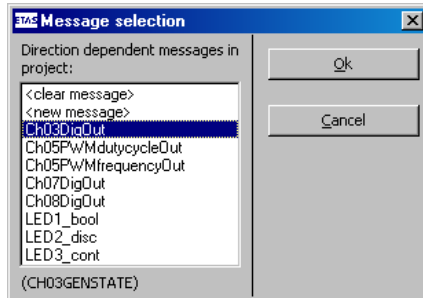 ETAS Message selection
Direction dependent messages in
project:
<clear message>
<new message>
Ch03DigOut
Ch05PWMdutycycleOut
Ch05PWMfrequencyOut
Ch07DigOut
Ch08DigOut
LED1_bool
LED2_disc
LED3_cont
(CH03GENSTATE)
Ok
Cancel